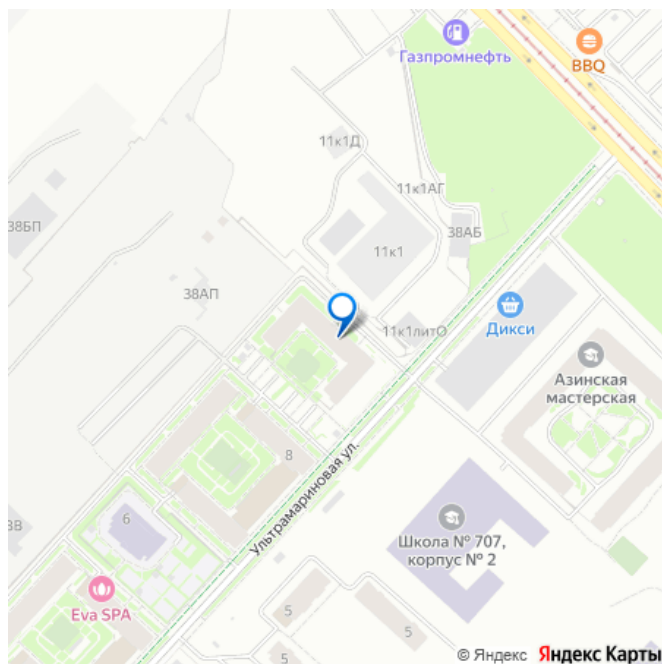 Газпромнефть
BBQ
11к1Д
11к1АГ
38БП
38АБ
11к1
38АП
11к1литО
Дикси
Азинская
мастерская
8
Ультрамариновая ул.
6
3В
Школа № 707,
корпус № 2
Eva SPA
5
5
5
© Яндекс Яндекс Карты